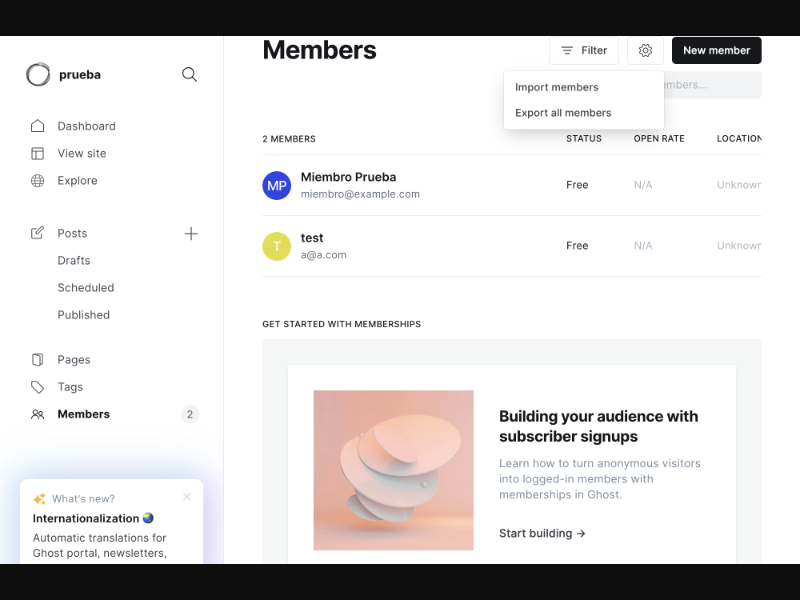 prueba
Dashboard
View site
Explore
Posts
Drafts
Scheduled
Published
Pages
Tags
Members
2
What's new?
Internationalization
Automatic translations for
Ghost portal, newsletters,
Members
Filter
New member
Import members
Export all members
2 MEMBERS
STATUS
OPEN RATE
LOCATION
MP
Miembro Prueba
miembro@example.com
Free
N/A
Unknown
T
test
a@a.com
Free
N/A
Unknown
GET STARTED WITH MEMBERSHIPS
Building your audience with
subscriber signups
Learn how to turn anonymous visitors
into logged-in members with
memberships in Ghost.
Start building →